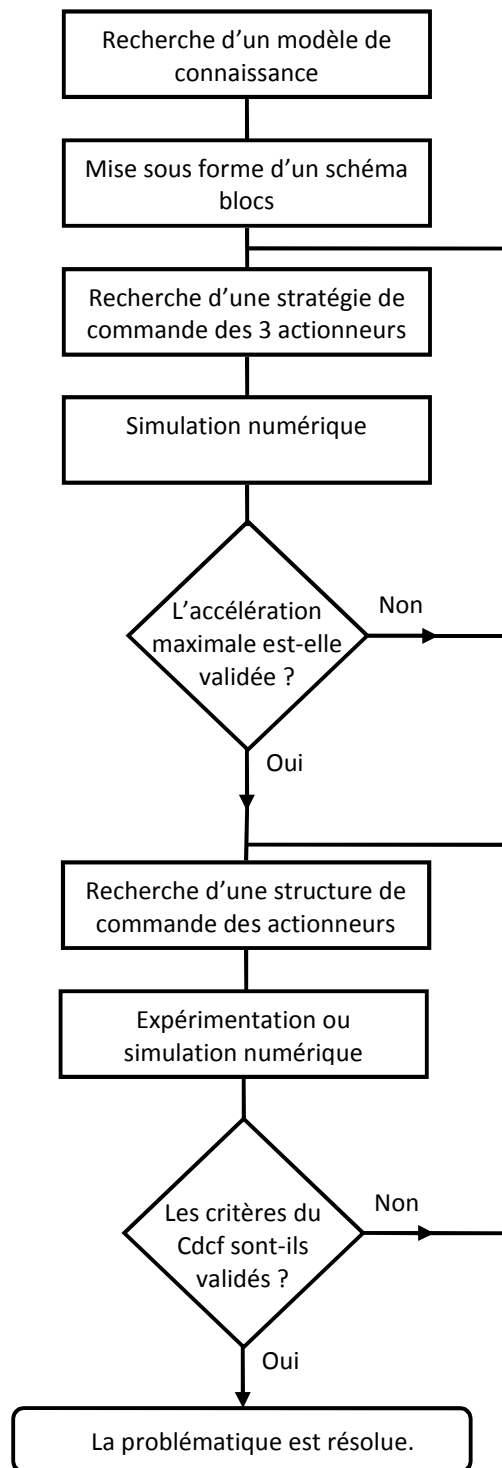 Recherche d’un modèle de
connaissance
Mise sous forme d’un schéma
blocs
Recherche d’une stratégie de
commande des 3 actionneurs
Simulation numérique
L’accélération
maximale est-elle
validée ?
Non
Oui
Recherche d’une structure de
commande des actionneurs
Expérimentation ou
simulation numérique
Les critères du
Cdcf sont-ils
validés ?
Non
Oui
La problématique est résolue.